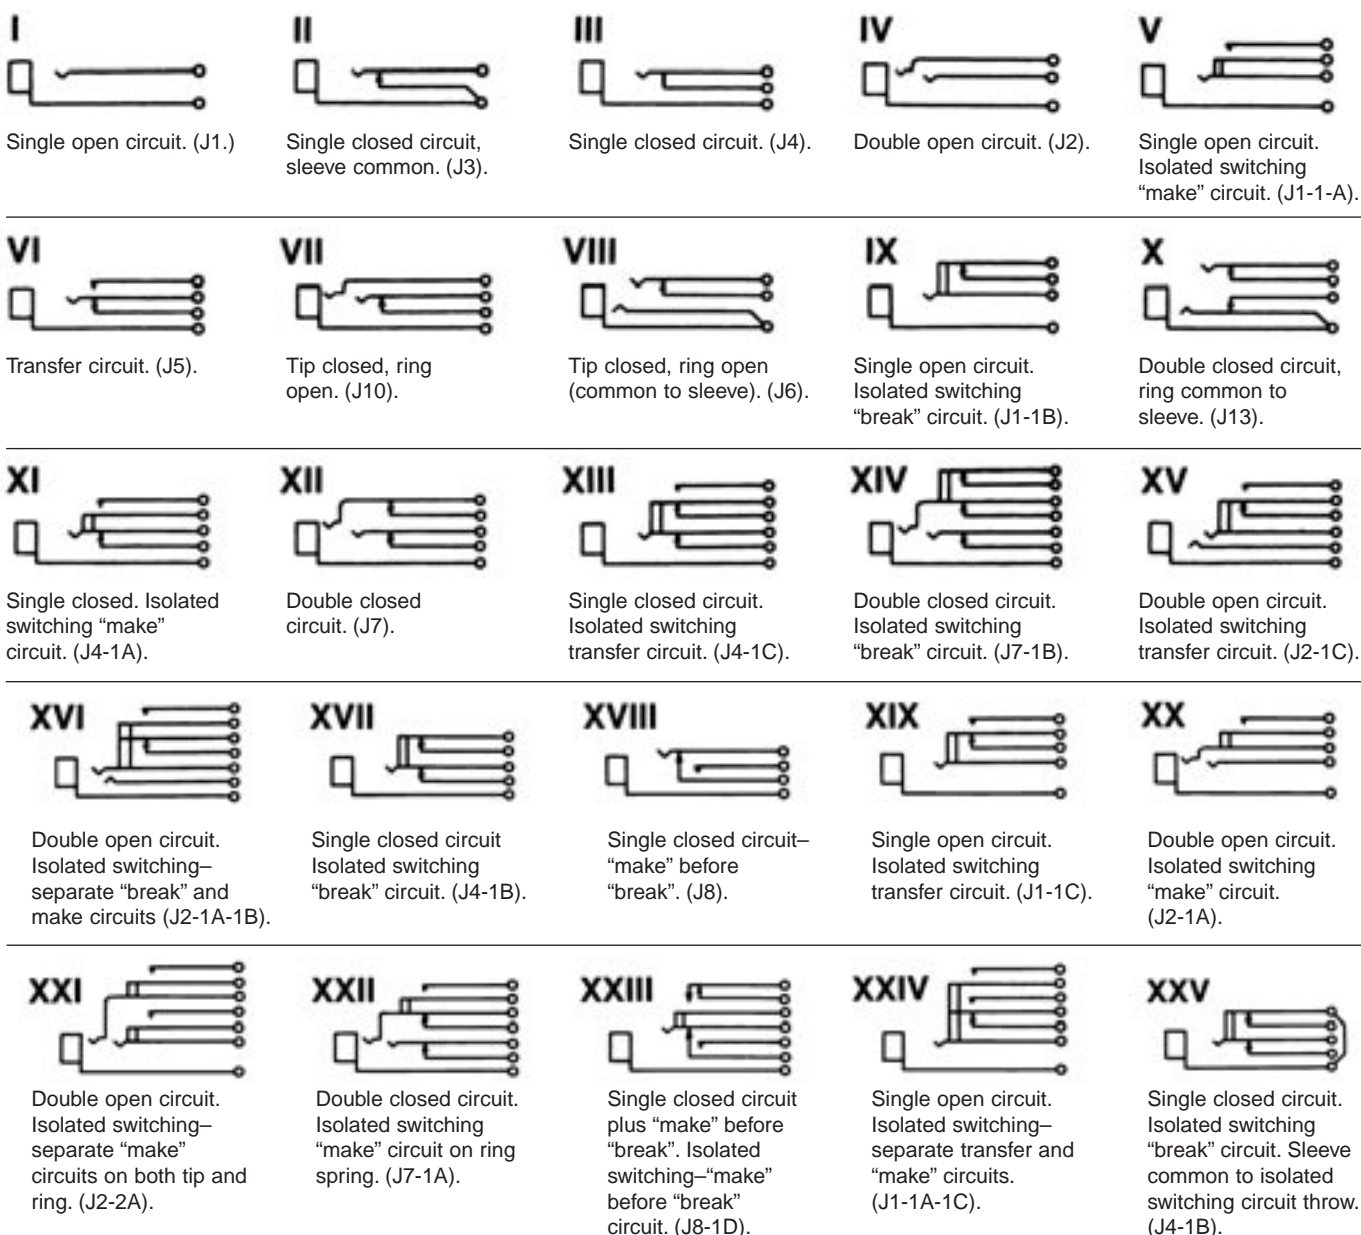 I
II
III
IV
V
Single open circuit. (J1.)
Single closed circuit,
sleeve common. (J3).
Single closed circuit. (J4).
Double open circuit. (J2).
Single open circuit.
Isolated switching
“make” circuit. (J1-1-A).
VI
VII
VIII
IX
X
Transfer circuit. (J5).
Tip closed, ring
open. (J10).
Tip closed, ring open
(common to sleeve). (J6).
Single open circuit.
Isolated switching
“break” circuit. (J1-1B).
Double closed circuit,
ring common to
sleeve. (J13).
XI
XII
XIII
XIV
XV
Single closed. Isolated
switching “make”
circuit. (J4-1A).
Double closed
circuit. (J7).
Single closed circuit.
Isolated switching
transfer circuit. (J4-1C).
Double closed circuit.
Isolated switching
“break” circuit. (J7-1B).
Double open circuit.
Isolated switching
transfer circuit. (J2-1C).
XVI
XVII
XVIII
XIX
XX
Double open circuit.
Isolated switching–
separate “break” and
make circuits (J2-1A-1B).
Single closed circuit
Isolated switching
“break” circuit. (J4-1B).
Single closed circuit–
“make” before
“break”. (J8).
Single open circuit.
Isolated switching
transfer circuit. (J1-1C).
Double open circuit.
Isolated switching
“make” circuit.
(J2-1A).
XXI
XXII
XXIII
XXIV
XXV
Double open circuit.
Isolated switching–
separate “make”
circuits on both tip and
ring. (J2-2A).
Double closed circuit.
Isolated switching
“make” circuit on ring
spring. (J7-1A).
Single closed circuit
plus “make” before
“break”. Isolated
switching–“make”
before “break”
circuit. (J8-1D).
Single open circuit.
Isolated switching–
separate transfer and
“make” circuits.
(J1-1A-1C).
Single closed circuit.
Isolated switching
“break” circuit. Sleeve
common to isolated
switching circuit throw.
(J4-1B).